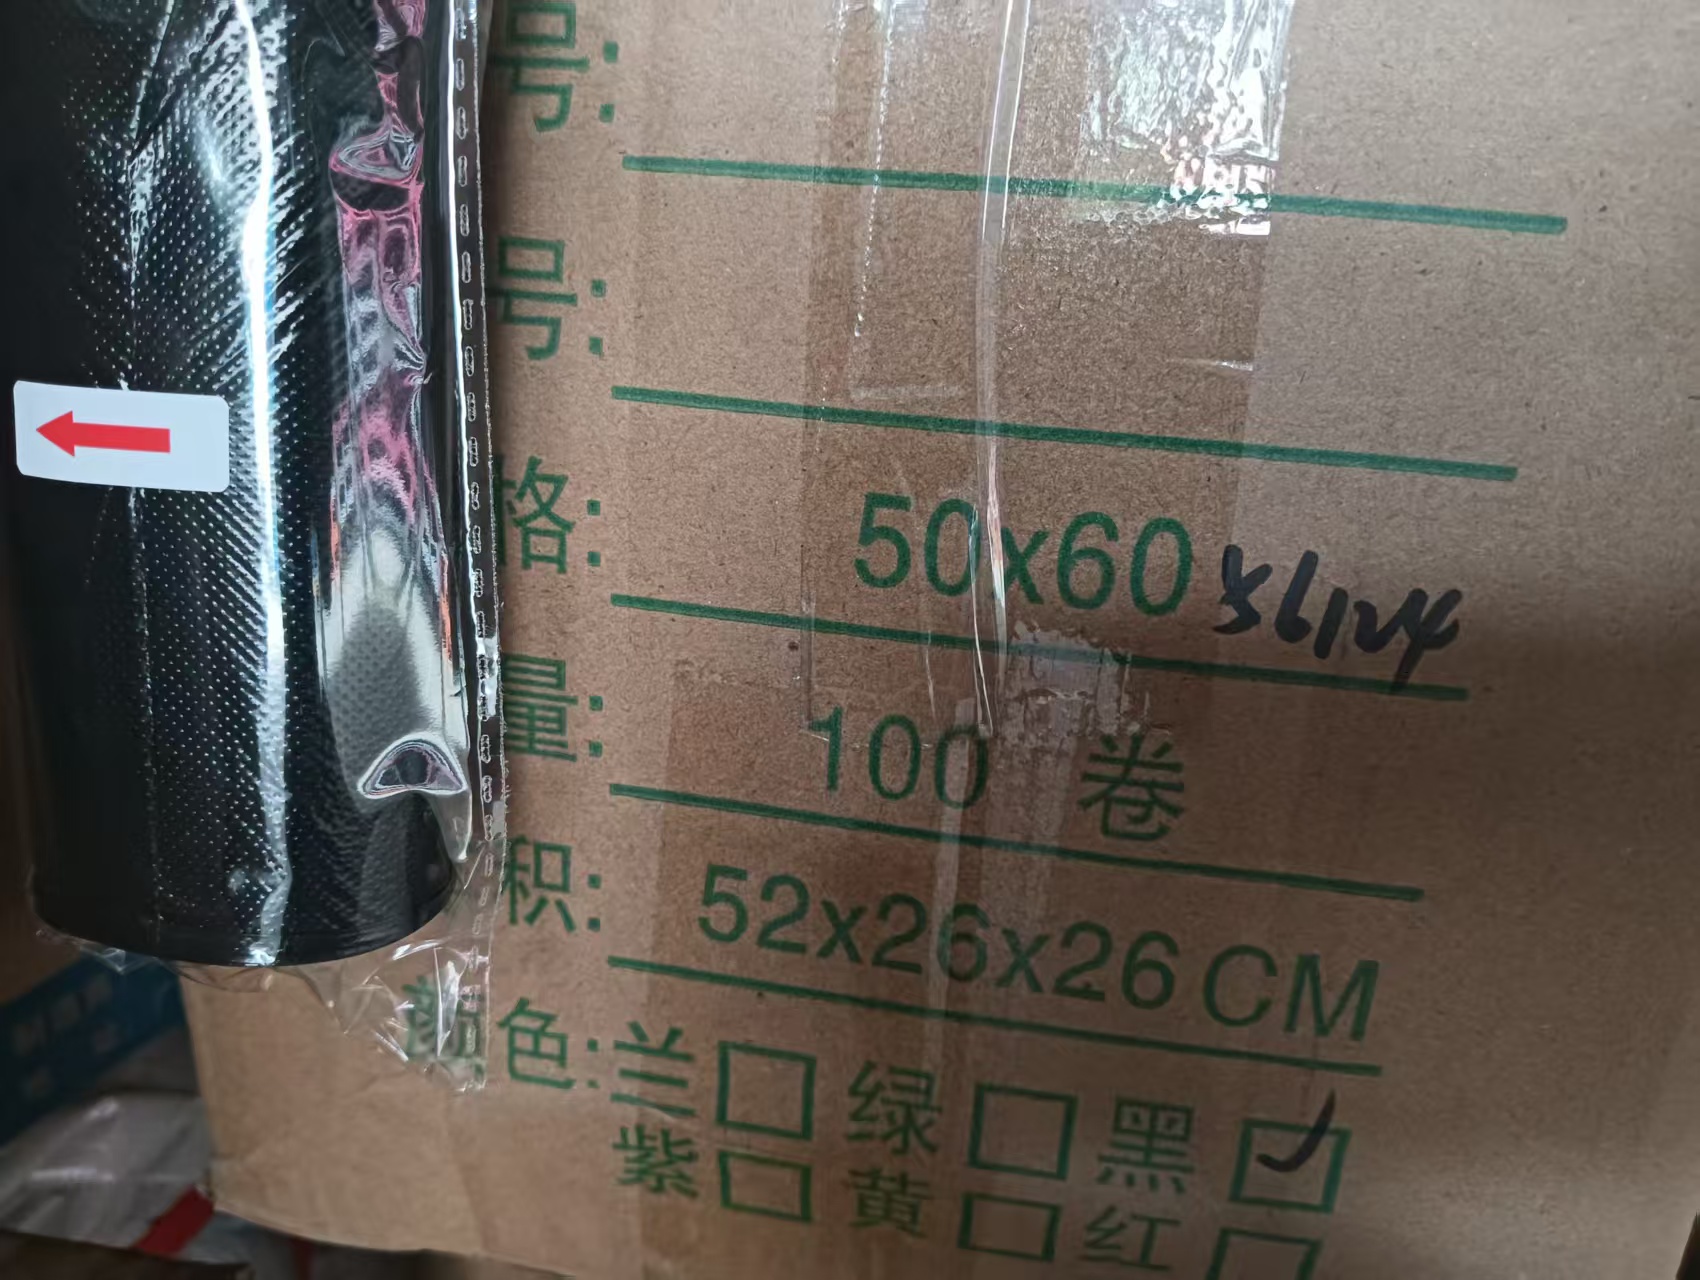 号:
号:
格: 50x60
量: 100 卷
积: 52x26x26CM
颜色: 兰□ 绿□ 黑☑
紫□ 黄□ 红□